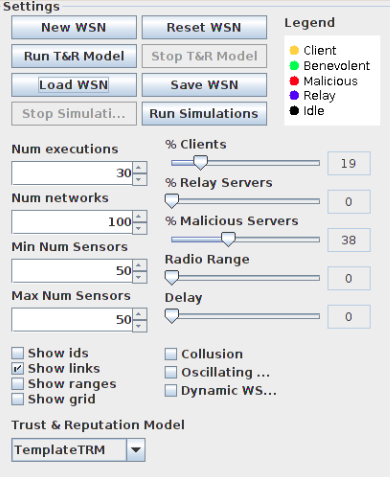 Settings
New WSN
Reset WSN
Run T&R Model
Stop T&R Model
Load WSN
Save WSN
Stop Simulati...
Run Simulations
Legend
Client
Benevolent
Malicious
Relay
Idle
Num executions
30
Num networks
100
Min Num Sensors
50
Max Num Sensors
50
% Clients
19
% Relay Servers
0
% Malicious Servers
38
Radio Range
0
Delay
0
Show ids
Show links
Show ranges
Show grid
Collusion
Oscillating ...
Dynamic WS...
Trust & Reputation Model
TemplateTRM